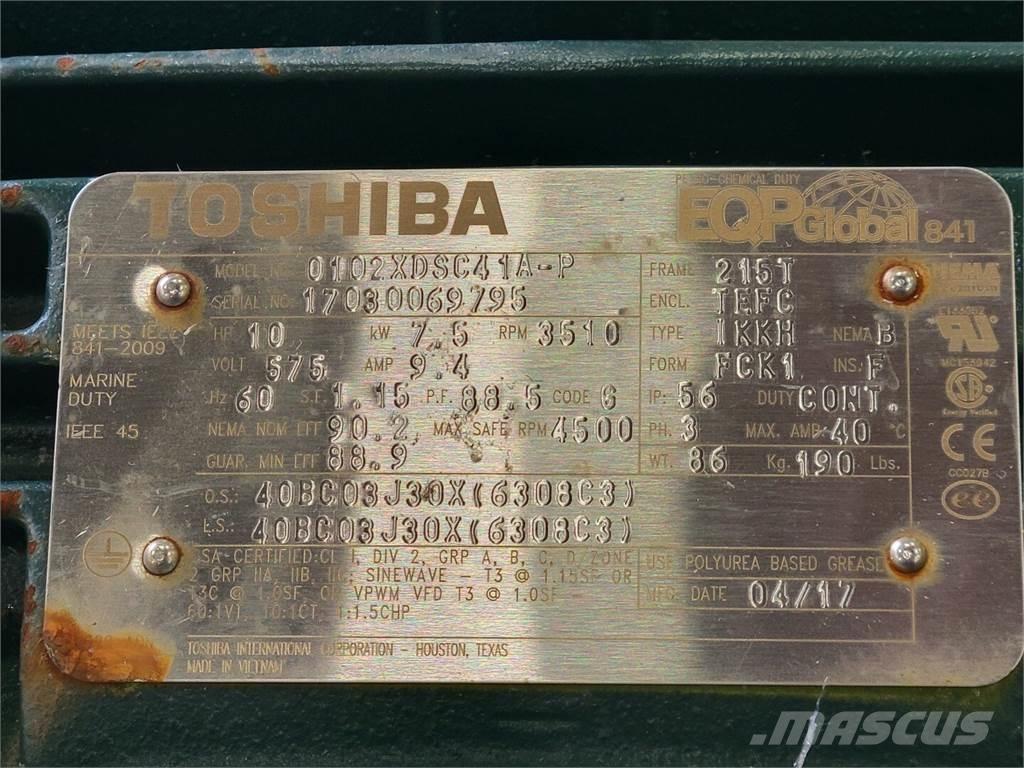 TOSHIBA
PETRO-CHEMICAL DUTY
EQP Global 841
MODEL NO. 0102XDSC41A-P
SERIAL NO. 17030069795
MEETS IEEE
841-2009
MARINE
DUTY
IEEE 45
HP 10 kW 7.5 RPM 3510
VOLT 575 AMP 9.4
Hz 60 S.F. 1.15 P.F. 88.5 CODE G
NEMA NOM EFF 90.2 MAX SAFE RPM 4500
GUAR. MIN EFF 88.9
O.S.: 40BC03J30X(6308C3)
L.S.: 40BC03J30X(6308C3)
FRAME 215T
ENCL. TEFC
TYPE IKKH NEMA B
FORM FCK1 INS. F
IP: 56 DUTY CONT.
PH. 3 MAX. AMB 40 °C
WT. 86 Kg. 190 Lbs.
NEMA
UR
Energy Verified
CE
CC027B
ee
CSA CERTIFIED:CL I, DIV 2, GRP A, B, C, D/ZONE
2 GRP IIA, IIB, IIC; SINEWAVE - T3 @ 1.15SF OR
T3C @ 1.0SF OR VPWM VFD T3 @ 1.0SF -
60:1VT, 10:1CT, 1:1.5CHP
USE POLYUREA BASED GREASE
MFG. DATE 04/17
TOSHIBA INTERNATIONAL CORPORATION - HOUSTON, TEXAS
MADE IN VIETNAM
MASCUS